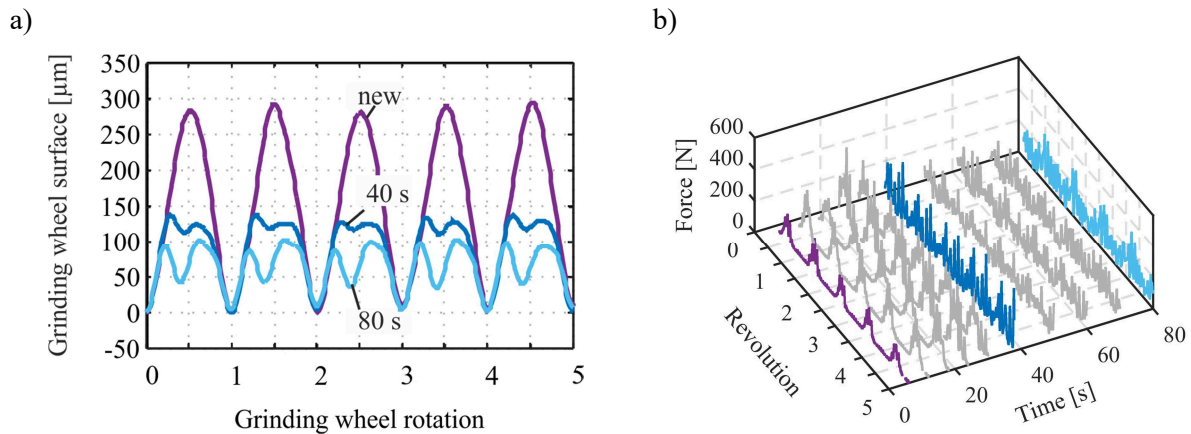 a)
Grinding wheel surface [µm]
350
300
250
200
150
100
50
0
-50
new
40 s
80 s
0 1 2 3 4 5
Grinding wheel rotation
b)
Force [N]
600
400
200
0
0
1
2
3
4
5
Revolution
0
20
40
60
80
Time [s]